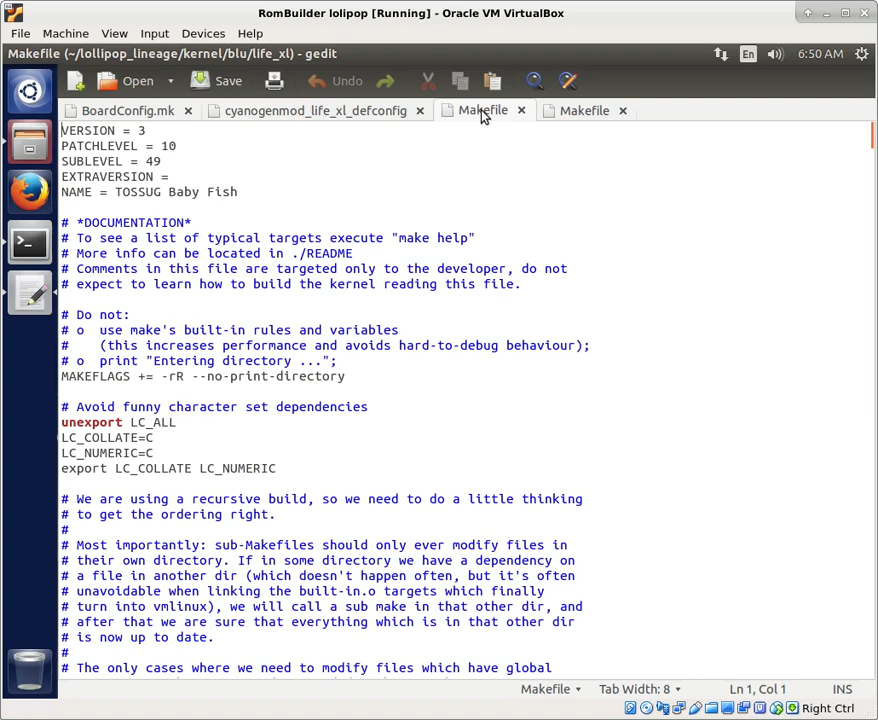 RomBuilder lolipop [Running] - Oracle VM VirtualBox
File Machine View Input Devices Help
Makefile (~/lollipop_lineage/kernel/blu/life_xl) - gedit
En 6:50 AM
Open Save Undo
BoardConfig.mk cyanogenmod_life_xl_defconfig Makefile Makefile
VERSION = 3
PATCHLEVEL = 10
SUBLEVEL = 49
EXTRAVERSION =
NAME = TOSSUG Baby Fish
# *DOCUMENTATION*
# To see a list of typical targets execute "make help"
# More info can be located in ./README
# Comments in this file are targeted only to the developer, do not
# expect to learn how to build the kernel reading this file.
# Do not:
# o  use make's built-in rules and variables
#    (this increases performance and avoids hard-to-debug behaviour);
# o  print "Entering directory ...";
MAKEFLAGS += -rR --no-print-directory
# Avoid funny character set dependencies
unexport LC_ALL
LC_COLLATE=C
LC_NUMERIC=C
export LC_COLLATE LC_NUMERIC
# We are using a recursive build, so we need to do a little thinking
# to get the ordering right.
#
# Most importantly: sub-Makefiles should only ever modify files in
# their own directory. If in some directory we have a dependency on
# a file in another dir (which doesn't happen often, but it's often
# unavoidable when linking the built-in.o targets which finally
# turn into vmlinux), we will call a sub make in that other dir, and
# after that we are sure that everything which is in that other dir
# is now up to date.
#
# The only cases where we need to modify files which have global
Makefile Tab Width: 8 Ln 1, Col 1 INS
Right Ctrl